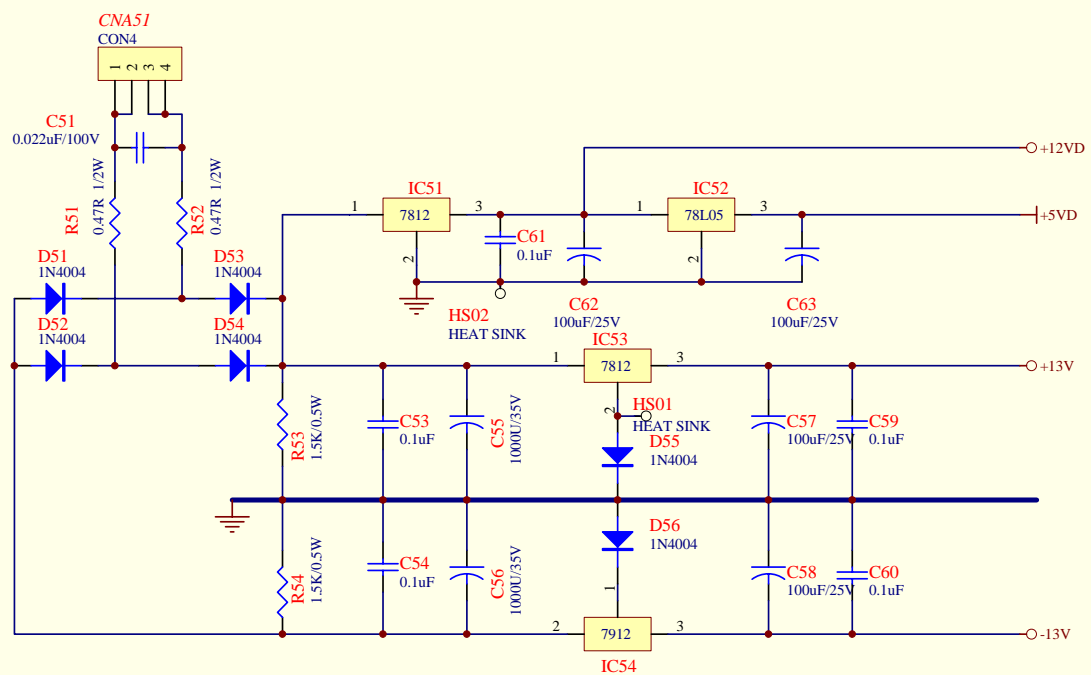 CNA51
CON4
1 2 3 4
C51
0.022uF/100V
R51
0.47R 1/2W
R52
0.47R 1/2W
D51
1N4004
D53
1N4004
D52
1N4004
D54
1N4004
IC51
1 7812 3
2
C61
0.1uF
IC52
1 78L05 3
2
+12VD
+5VD
HS02
HEAT SINK
C62
100uF/25V
C63
100uF/25V
IC53
1 7812 3
2
+13V
HS01
HEAT SINK
R53
1.5K/0.5W
C53
0.1uF
C55
1000U/35V
D55
1N4004
C57
100uF/25V
C59
0.1uF
R54
1.5K/0.5W
C54
0.1uF
C56
1000U/35V
D56
1N4004
C58
100uF/25V
C60
0.1uF
1
2 7912 3
IC54
-13V